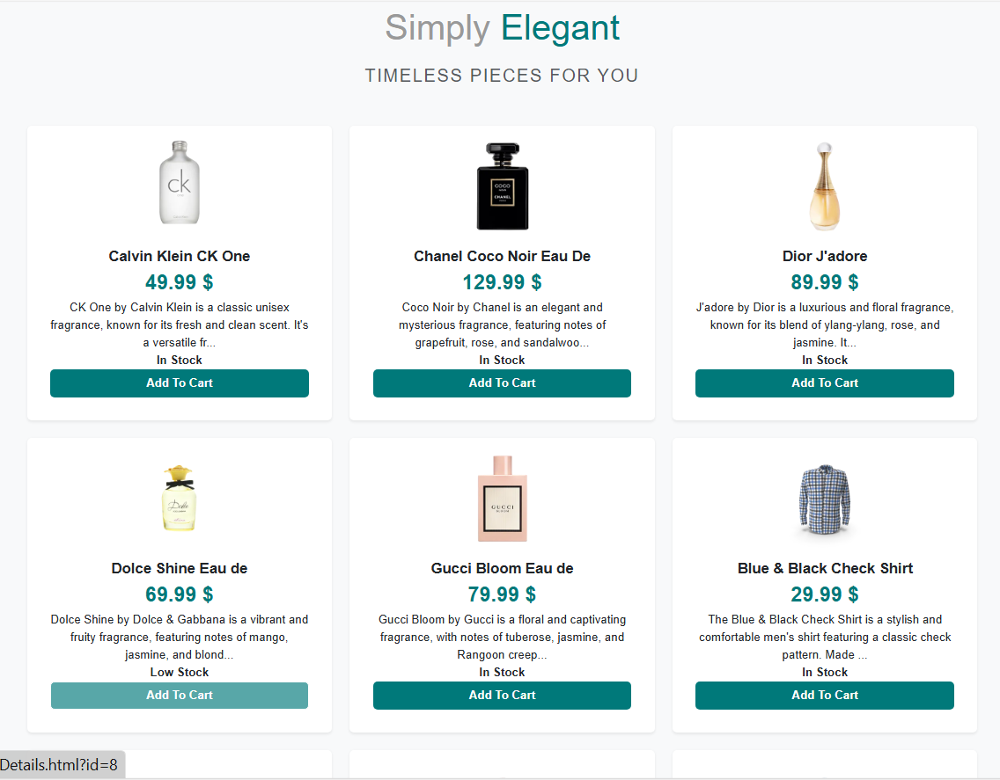 Simply Elegant
TIMELESS PIECES FOR YOU
ck
Calvin Klein CK One
49.99 $
CK One by Calvin Klein is a classic unisex
fragrance, known for its fresh and clean scent. It's
a versatile fr...
In Stock
Add To Cart
COCO
NOIR
CHANEL
PARIS
Chanel Coco Noir Eau De
129.99 $
Coco Noir by Chanel is an elegant and
mysterious fragrance, featuring notes of
grapefruit, rose, and sandalwoo...
In Stock
Add To Cart
Dior J'adore
89.99 $
J'adore by Dior is a luxurious and floral fragrance,
known for its blend of ylang-ylang, rose, and
jasmine. It...
In Stock
Add To Cart
Dolce
Dolce Shine Eau de
69.99 $
Dolce Shine by Dolce & Gabbana is a vibrant and
fruity fragrance, featuring notes of mango,
jasmine, and blond...
Low Stock
Add To Cart
GUCCI
BLOOM
Gucci Bloom Eau de
79.99 $
Gucci Bloom by Gucci is a floral and captivating
fragrance, with notes of tuberose, jasmine, and
Rangoon creep...
In Stock
Add To Cart
Blue & Black Check Shirt
29.99 $
The Blue & Black Check Shirt is a stylish and
comfortable men's shirt featuring a classic check
pattern. Made ...
In Stock
Add To Cart
Details.html?id=8